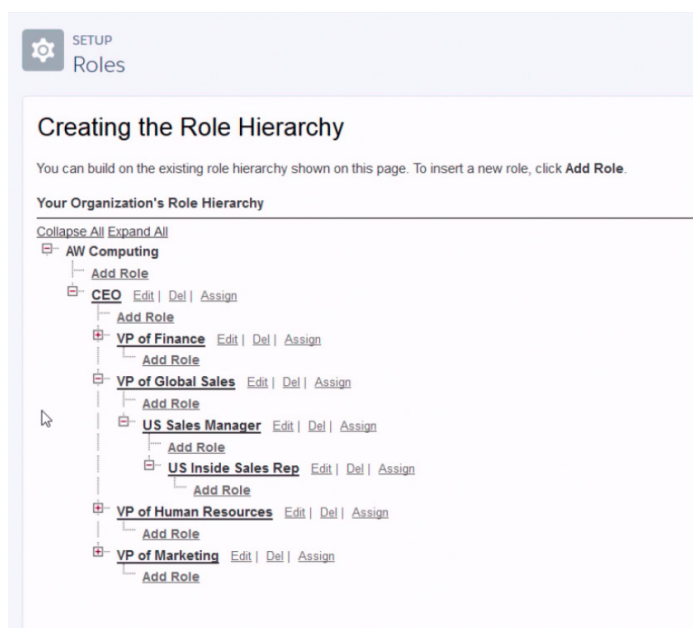 SETUP
Roles
Creating the Role Hierarchy
You can build on the existing role hierarchy shown on this page. To insert a new role, click Add Role.
Your Organization's Role Hierarchy
Collapse All Expand All
AW Computing
Add Role
CEO Edit | Del | Assign
Add Role
VP of Finance Edit | Del | Assign
Add Role
VP of Global Sales Edit | Del | Assign
Add Role
US Sales Manager Edit | Del | Assign
Add Role
US Inside Sales Rep Edit | Del | Assign
Add Role
VP of Human Resources Edit | Del | Assign
Add Role
VP of Marketing Edit | Del | Assign
Add Role